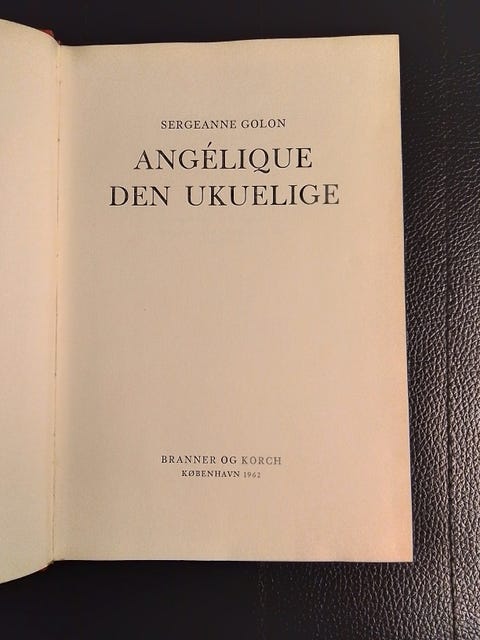 SERGEANNE GOLON
ANGÉLIQUE
DEN UKUELIGE
BRANNER OG KORCH
KØBENHAVN 1962